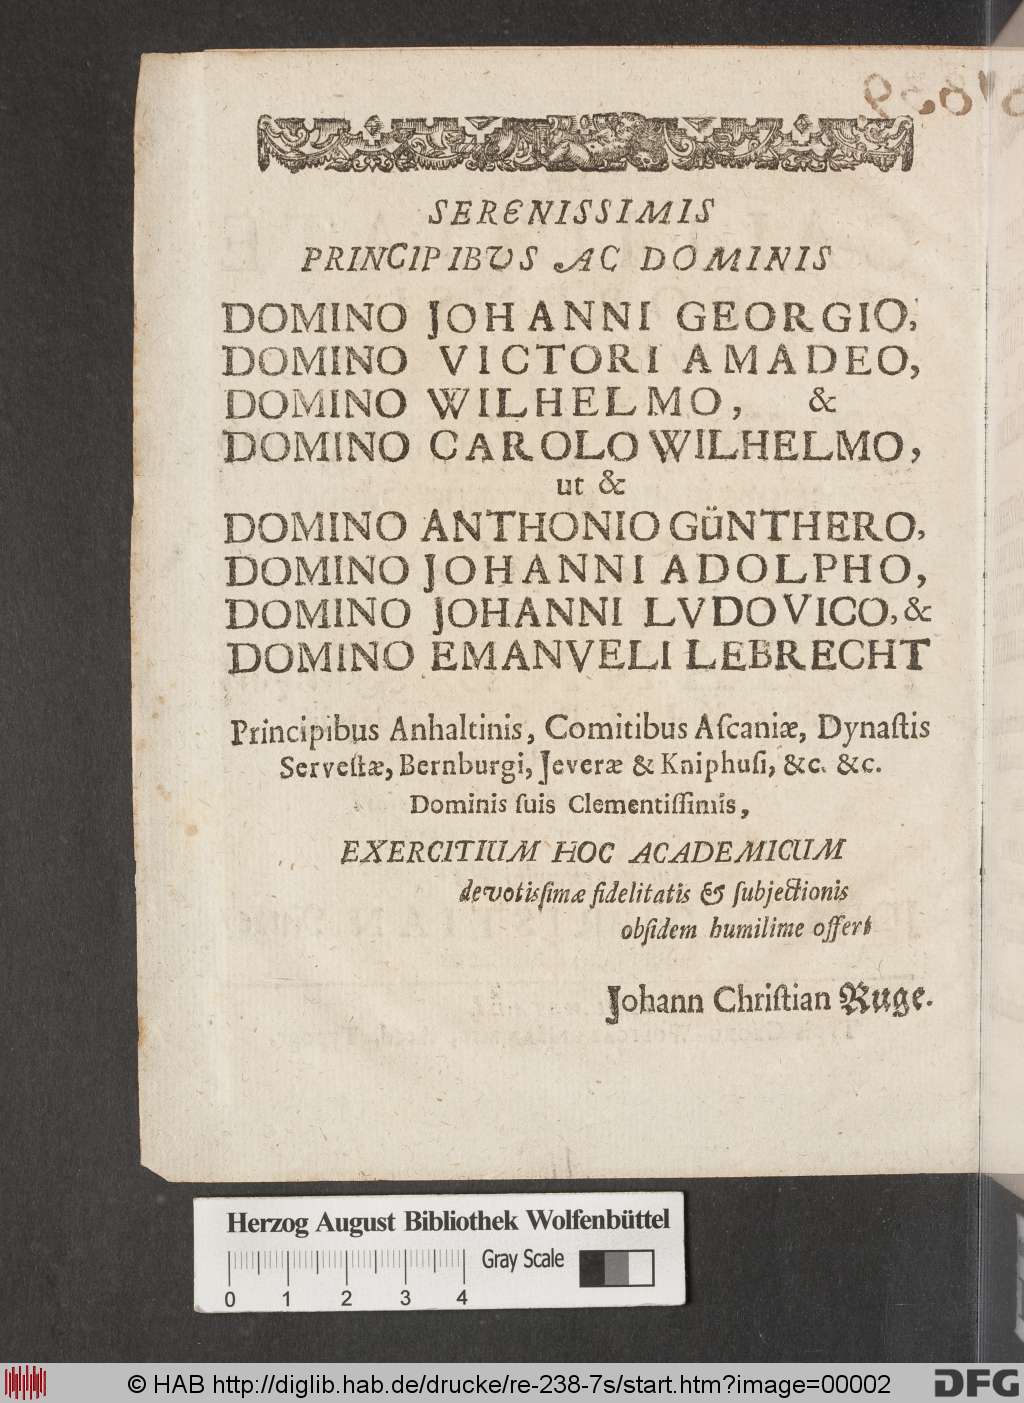 SERENISSIMIS
PRINCIPIBUS AC DOMINIS
DOMINO JOHANNI GEORGIO,
DOMINO VICTORI AMADEO,
DOMINO WILHELMO, &
DOMINO CAROLO WILHELMO,
ut &
DOMINO ANTHONIO GüNTHERO,
DOMINO JOHANNI ADOLPHO,
DOMINO JOHANNI LVDOVICO, &
DOMINO EMANVELI LEBRECHT
Principibus Anhaltinis, Comitibus Aſcaniæ, Dynaſtis
Serveſtæ, Bernburgi, Jeveræ & Kniphuſi, &c. &c.
Dominis ſuis Clementiſſimis,
EXERCITIUM HOC ACADEMICUM
devotisſimæ fidelitatis & ſubjectionis
obſidem humilime offert
Johann Chriſtian Ruge.
Herzog August Bibliothek Wolfenbüttel
Gray Scale
0 1 2 3 4
© HAB http://diglib.hab.de/drucke/re-238-7s/start.htm?image=00002
DFG